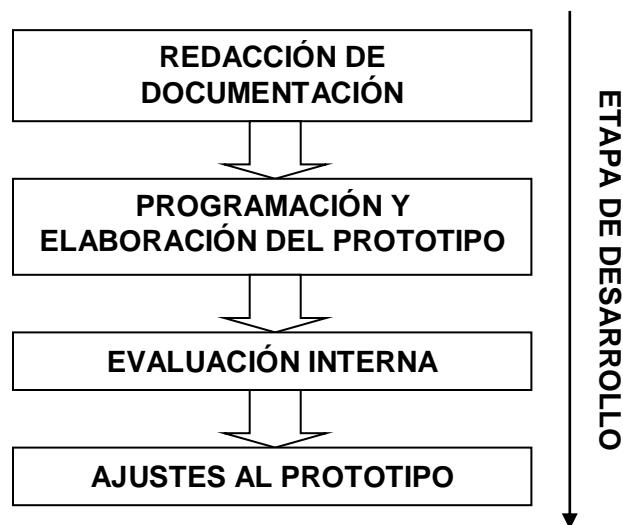 REDACCIÓN DE
DOCUMENTACIÓN
PROGRAMACIÓN Y
ELABORACIÓN DEL PROTOTIPO
EVALUACIÓN INTERNA
AJUSTES AL PROTOTIPO
ETAPA DE DESARROLLO